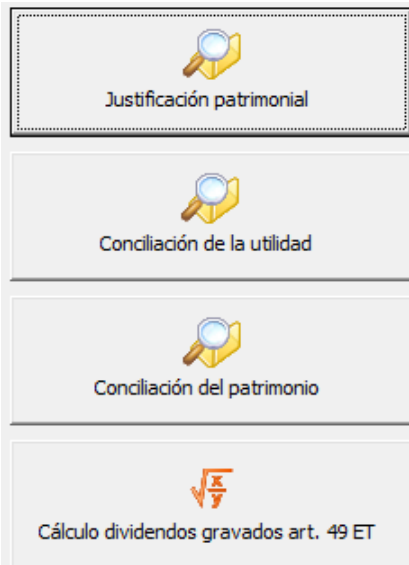 Justificación patrimonial
Conciliación de la utilidad
Conciliación del patrimonio
√x/y
Cálculo dividendos gravados art. 49 ET